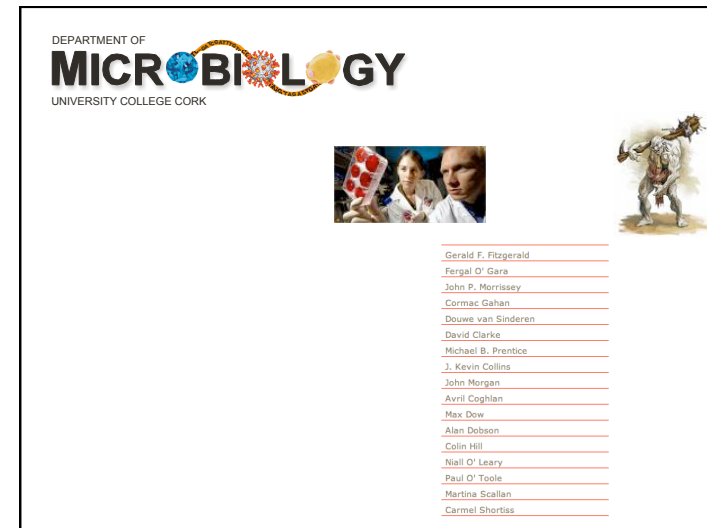 DEPARTMENT OF
MICROBIOLOGY
UNIVERSITY COLLEGE CORK
Gerald F. Fitzgerald
Fergal O' Gara
John P. Morrissey
Cormac Gahan
Douwe van Sinderen
David Clarke
Michael B. Prentice
J. Kevin Collins
John Morgan
Avril Coghlan
Max Dow
Alan Dobson
Colin Hill
Niall O' Leary
Paul O' Toole
Martina Scallan
Carmel Shortiss